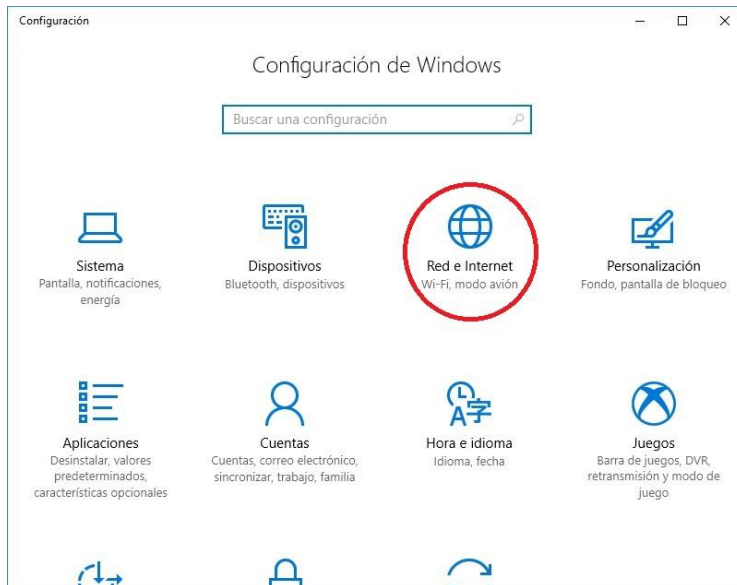 Configuración
Configuración de Windows
Buscar una configuración
Sistema
Pantalla, notificaciones,
energía
Dispositivos
Bluetooth, dispositivos
Red e Internet
Wi-Fi, modo avión
Personalización
Fondo, pantalla de bloqueo
Aplicaciones
Desinstalar, valores
predeterminados,
características opcionales
Cuentas
Cuentas, correo electrónico,
sincronizar, trabajo, familia
Hora e idioma
Idioma, fecha
Juegos
Barra de juegos, DVR,
retransmisión y modo de
juego